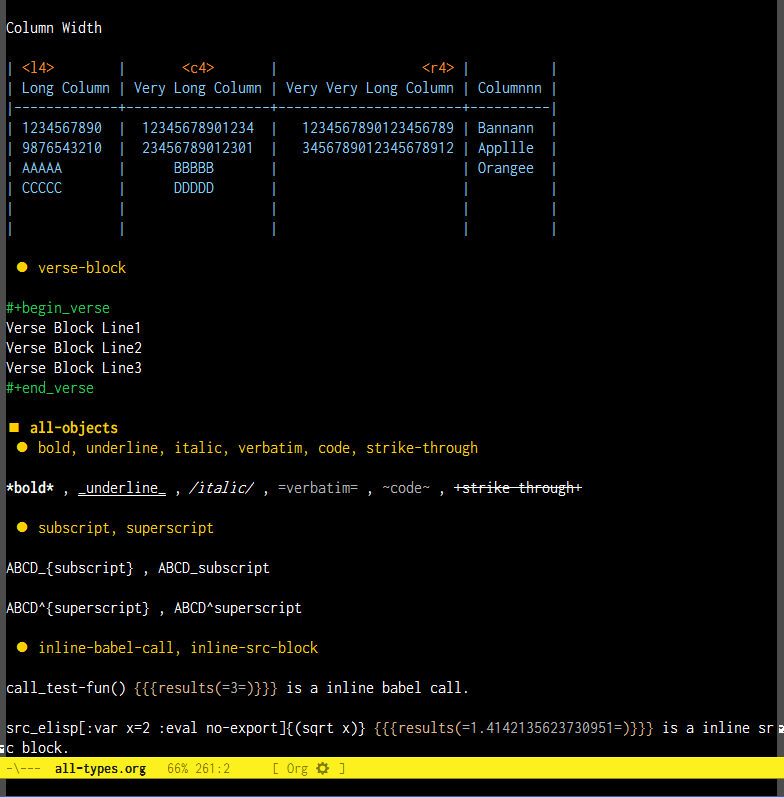 Column Width
| <l4>        |       <c4>       |                  <r4> |          |
| Long Column | Very Long Column | Very Very Long Column | Columnnn |
|-------------+------------------+-----------------------+----------|
| 1234567890  |  12345678901234  |   1234567890123456789 | Bannann  |
| 9876543210  |  23456789012301  |   3456789012345678912 | Appllle  |
| AAAAA       |      BBBBB       |                       | Orangee  |
| CCCCC       |      DDDDD       |                       |          |
|             |                  |                       |          |
|             |                  |                       |          |
● verse-block
#+begin_verse
Verse Block Line1
Verse Block Line2
Verse Block Line3
#+end_verse
■ all-objects
● bold, underline, italic, verbatim, code, strike-through
*bold* , _underline_ , /italic/ , =verbatim= , ~code~ , +strike through+
● subscript, superscript
ABCD_{subscript} , ABCD_subscript
ABCD^{superscript} , ABCD^superscript
● inline-babel-call, inline-src-block
call_test-fun() {{{results(=3=)}}} is a inline babel call.
src_elisp[:var x=2 :eval no-export]{(sqrt x)} {{{results(=1.4142135623730951=)}}} is a inline sr
c block.
-\--- all-types.org 66% 261:2 [ Org ⚙ ]